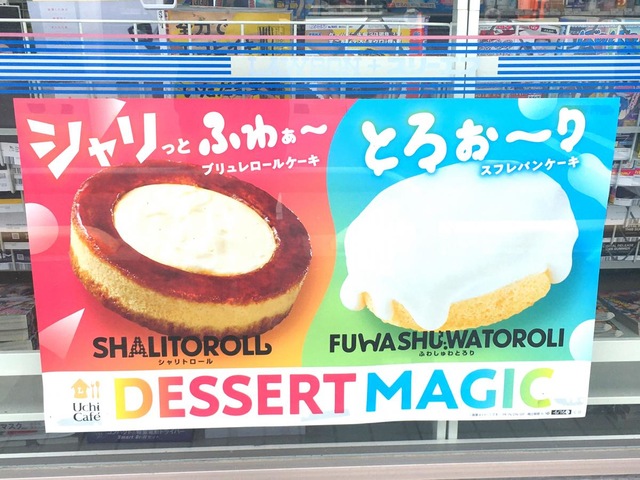 シャリっとふわぁ～
ブリュレロールケーキ
とろぉ～り
スフレパンケーキ
SHALITOROLL
シャリトロール
FUWASHUWATOROLI
ふわしゅわとろり
Uchi
Café
DESSERT MAGIC